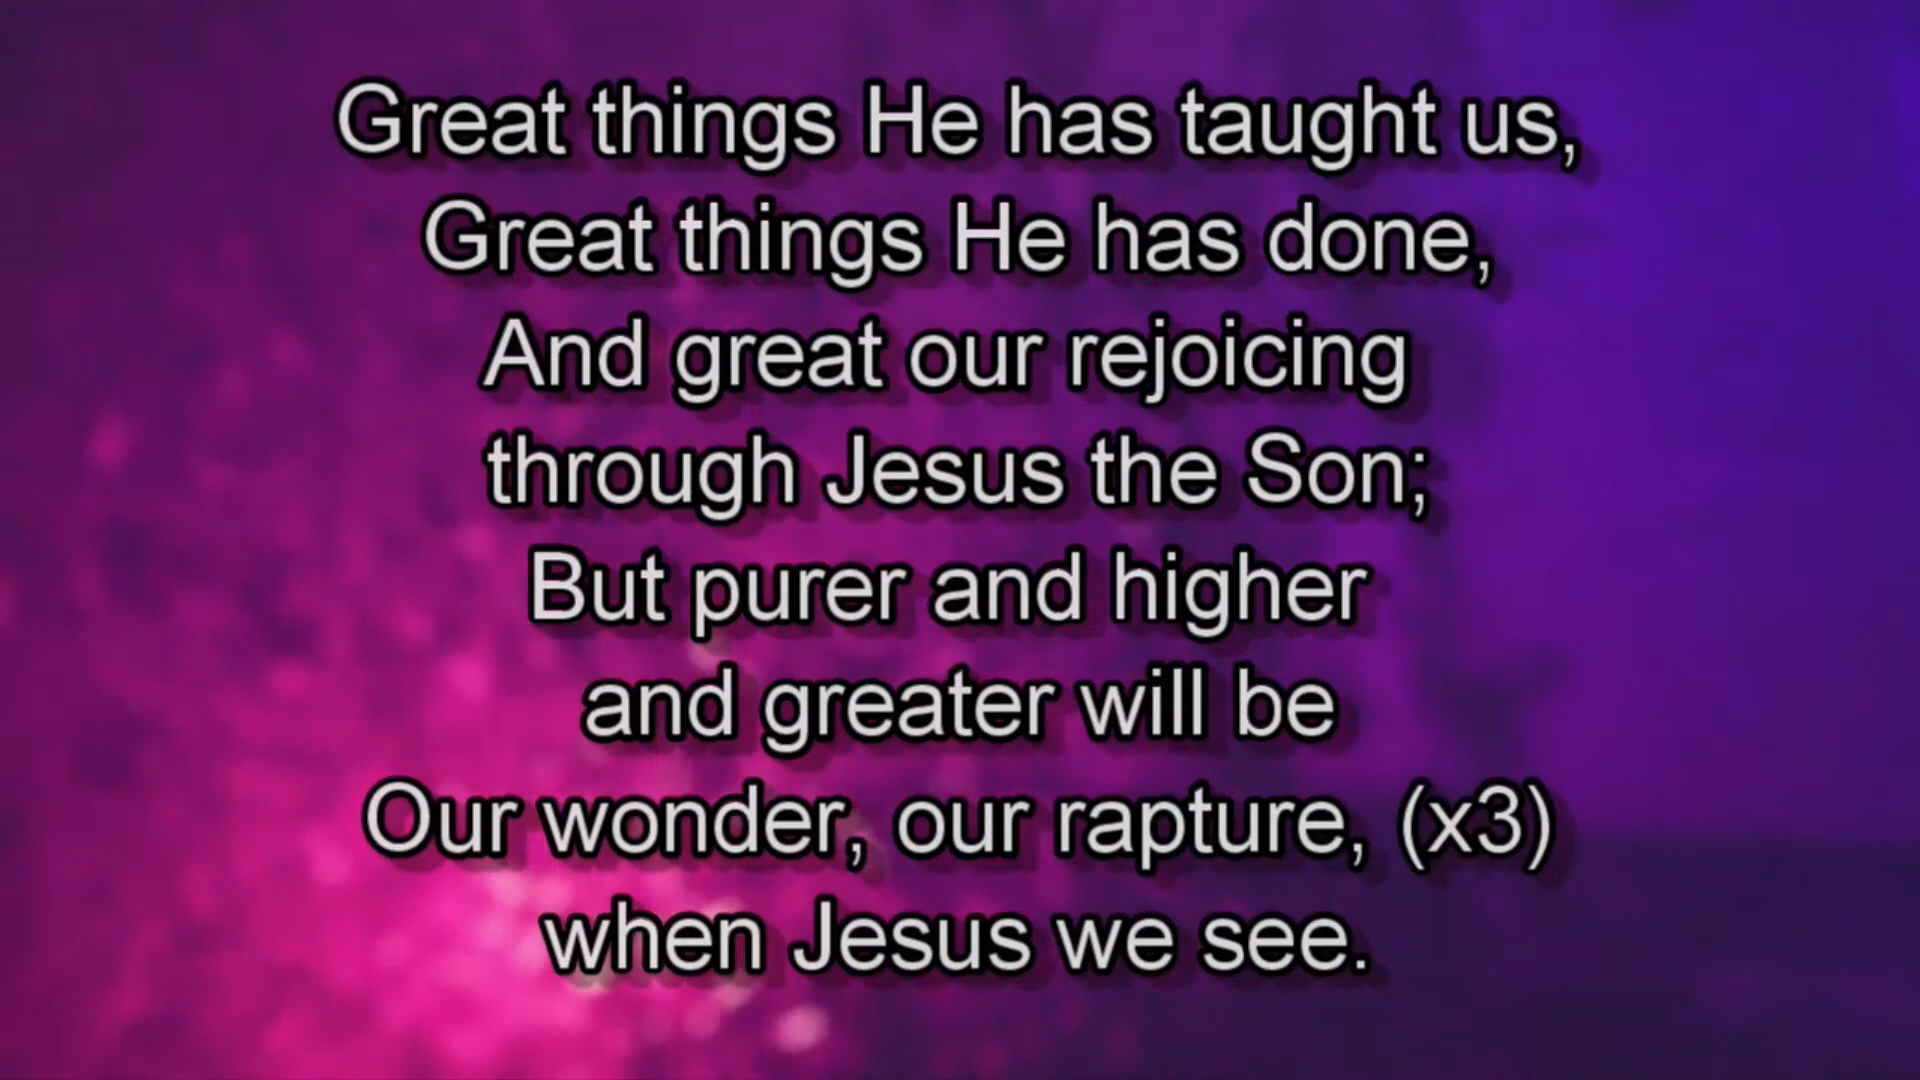 Great things He has taught us,
Great things He has done,
And great our rejoicing
through Jesus the Son;
But purer and higher
and greater will be
Our wonder, our rapture, (x3)
when Jesus we see.